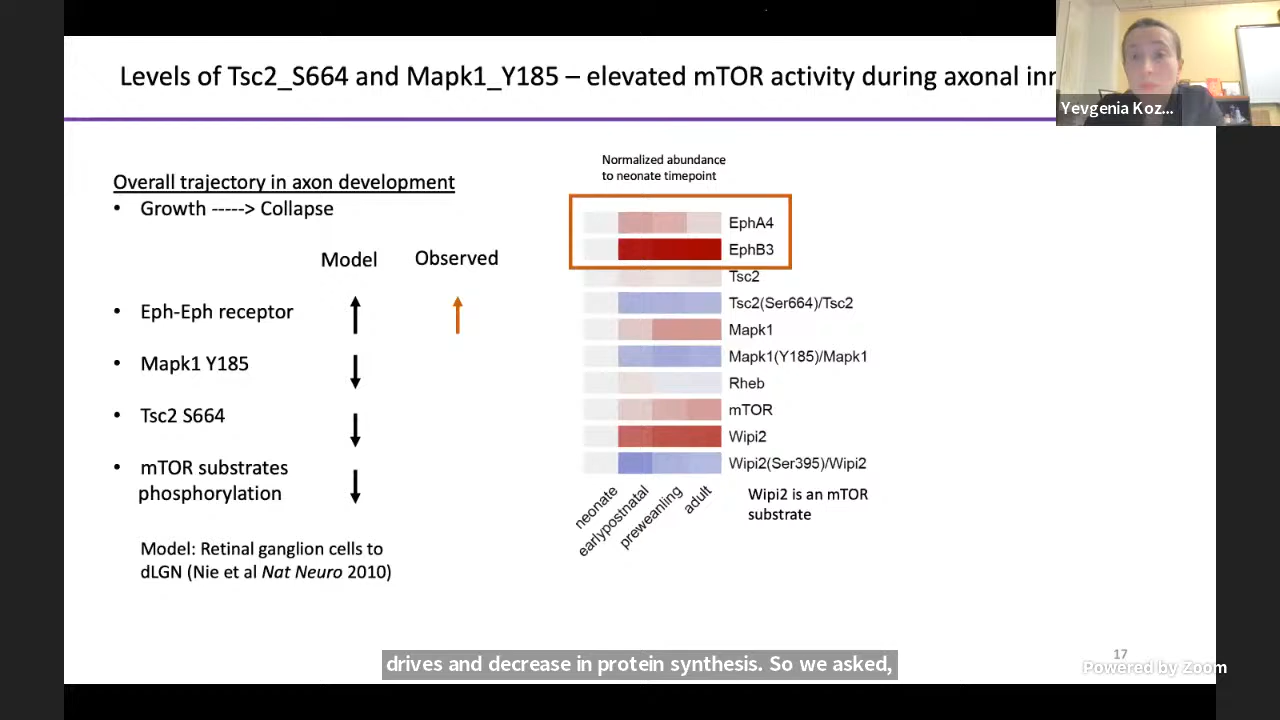 Levels of Tsc2_S664 and Mapk1_Y185 – elevated mTOR activity during axonal
Yevgenia Koz...
Normalized abundance
to neonate timepoint
Overall trajectory in axon development
• Growth -----> Collapse
Model
Observed
• Eph-Eph receptor
• Mapk1 Y185
• Tsc2 S664
• mTOR substrates
phosphorylation
Model: Retinal ganglion cells to
dLGN (Nie et al Nat Neuro 2010)
EphA4
EphB3
Tsc2
Tsc2(Ser664)/Tsc2
Mapk1
Mapk1(Y185)/Mapk1
Rheb
mTOR
Wipi2
Wipi2(Ser395)/Wipi2
neonate
earlypostnatal
preweanling
adult
Wipi2 is an mTOR
substrate
drives and decrease in protein synthesis. So we asked,
17
Powered by Zoom